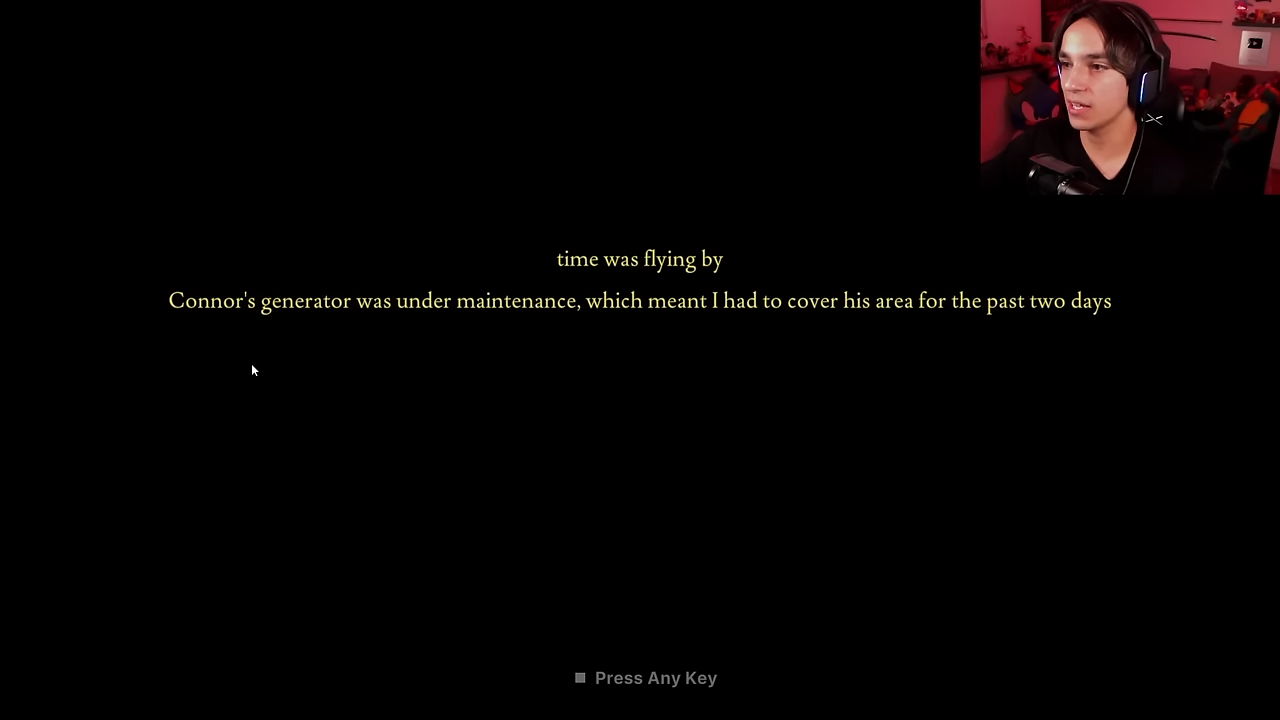 time was flying by
Connor's generator was under maintenance, which meant I had to cover his area for the past two days
Press Any Key